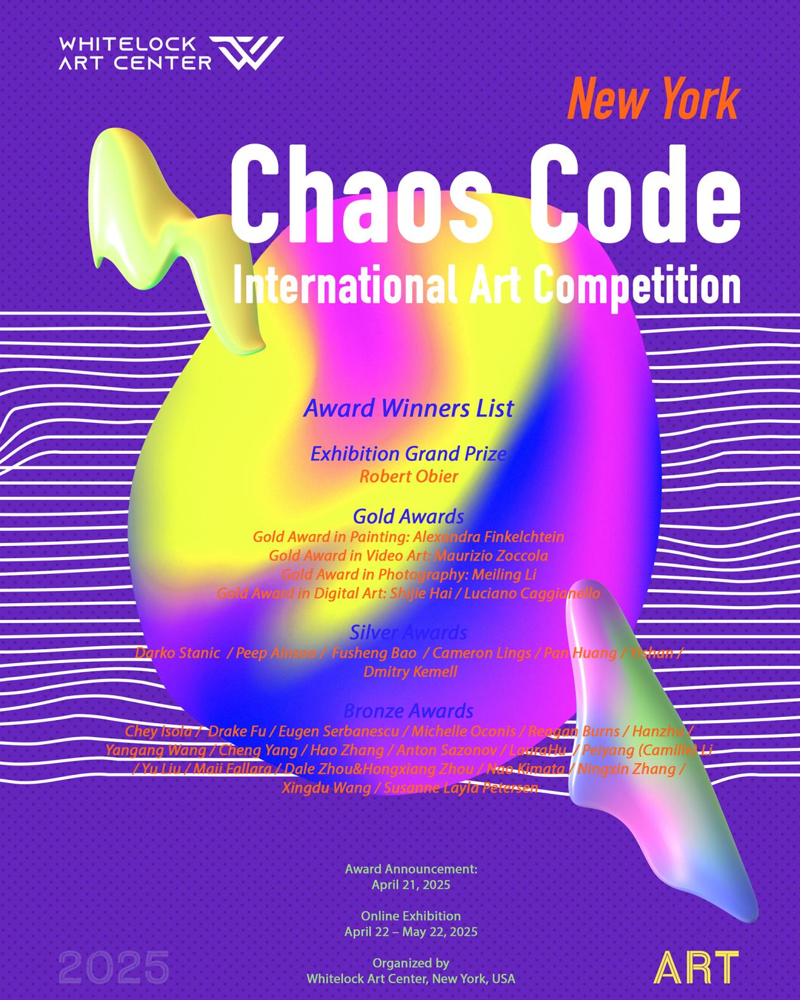 WHITELOCK
ART CENTER
New York
Chaos Code
International Art Competition
Award Winners List
Exhibition Grand Prize
Robert Obier
Gold Awards
Gold Award in Painting: Alexandra Finkelchtein
Gold Award in Video Art: Maurizio Zoccola
Gold Award in Photography: Meiling Li
Gold Award in Digital Art: Shijie Hai / Luciano Caggianello
Silver Awards
Darko Stanic / Peep Ainsoo / Fusheng Bao / Cameron Lings / Pan Huang / Yishan /
Dmitry Kemell
Bronze Awards
Chey Isola / Drake Fu / Eugen Serbanescu / Michelle Oconis / Reagan Burns / Hanzhu /
Yangang Wang / Cheng Yang / Hao Zhang / Anton Sazonov / LauraHu / Peiyang (Camille) Li
/ Yu Liu / Maii Fallara / Dale Zhou&Hongxiang Zhou / Nao Kimata / Ningxin Zhang /
Xingdu Wang / Susanne Layla Petersen
Award Announcement:
April 21, 2025
Online Exhibition
April 22 – May 22, 2025
Organized by
Whitelock Art Center, New York, USA
2025
ART